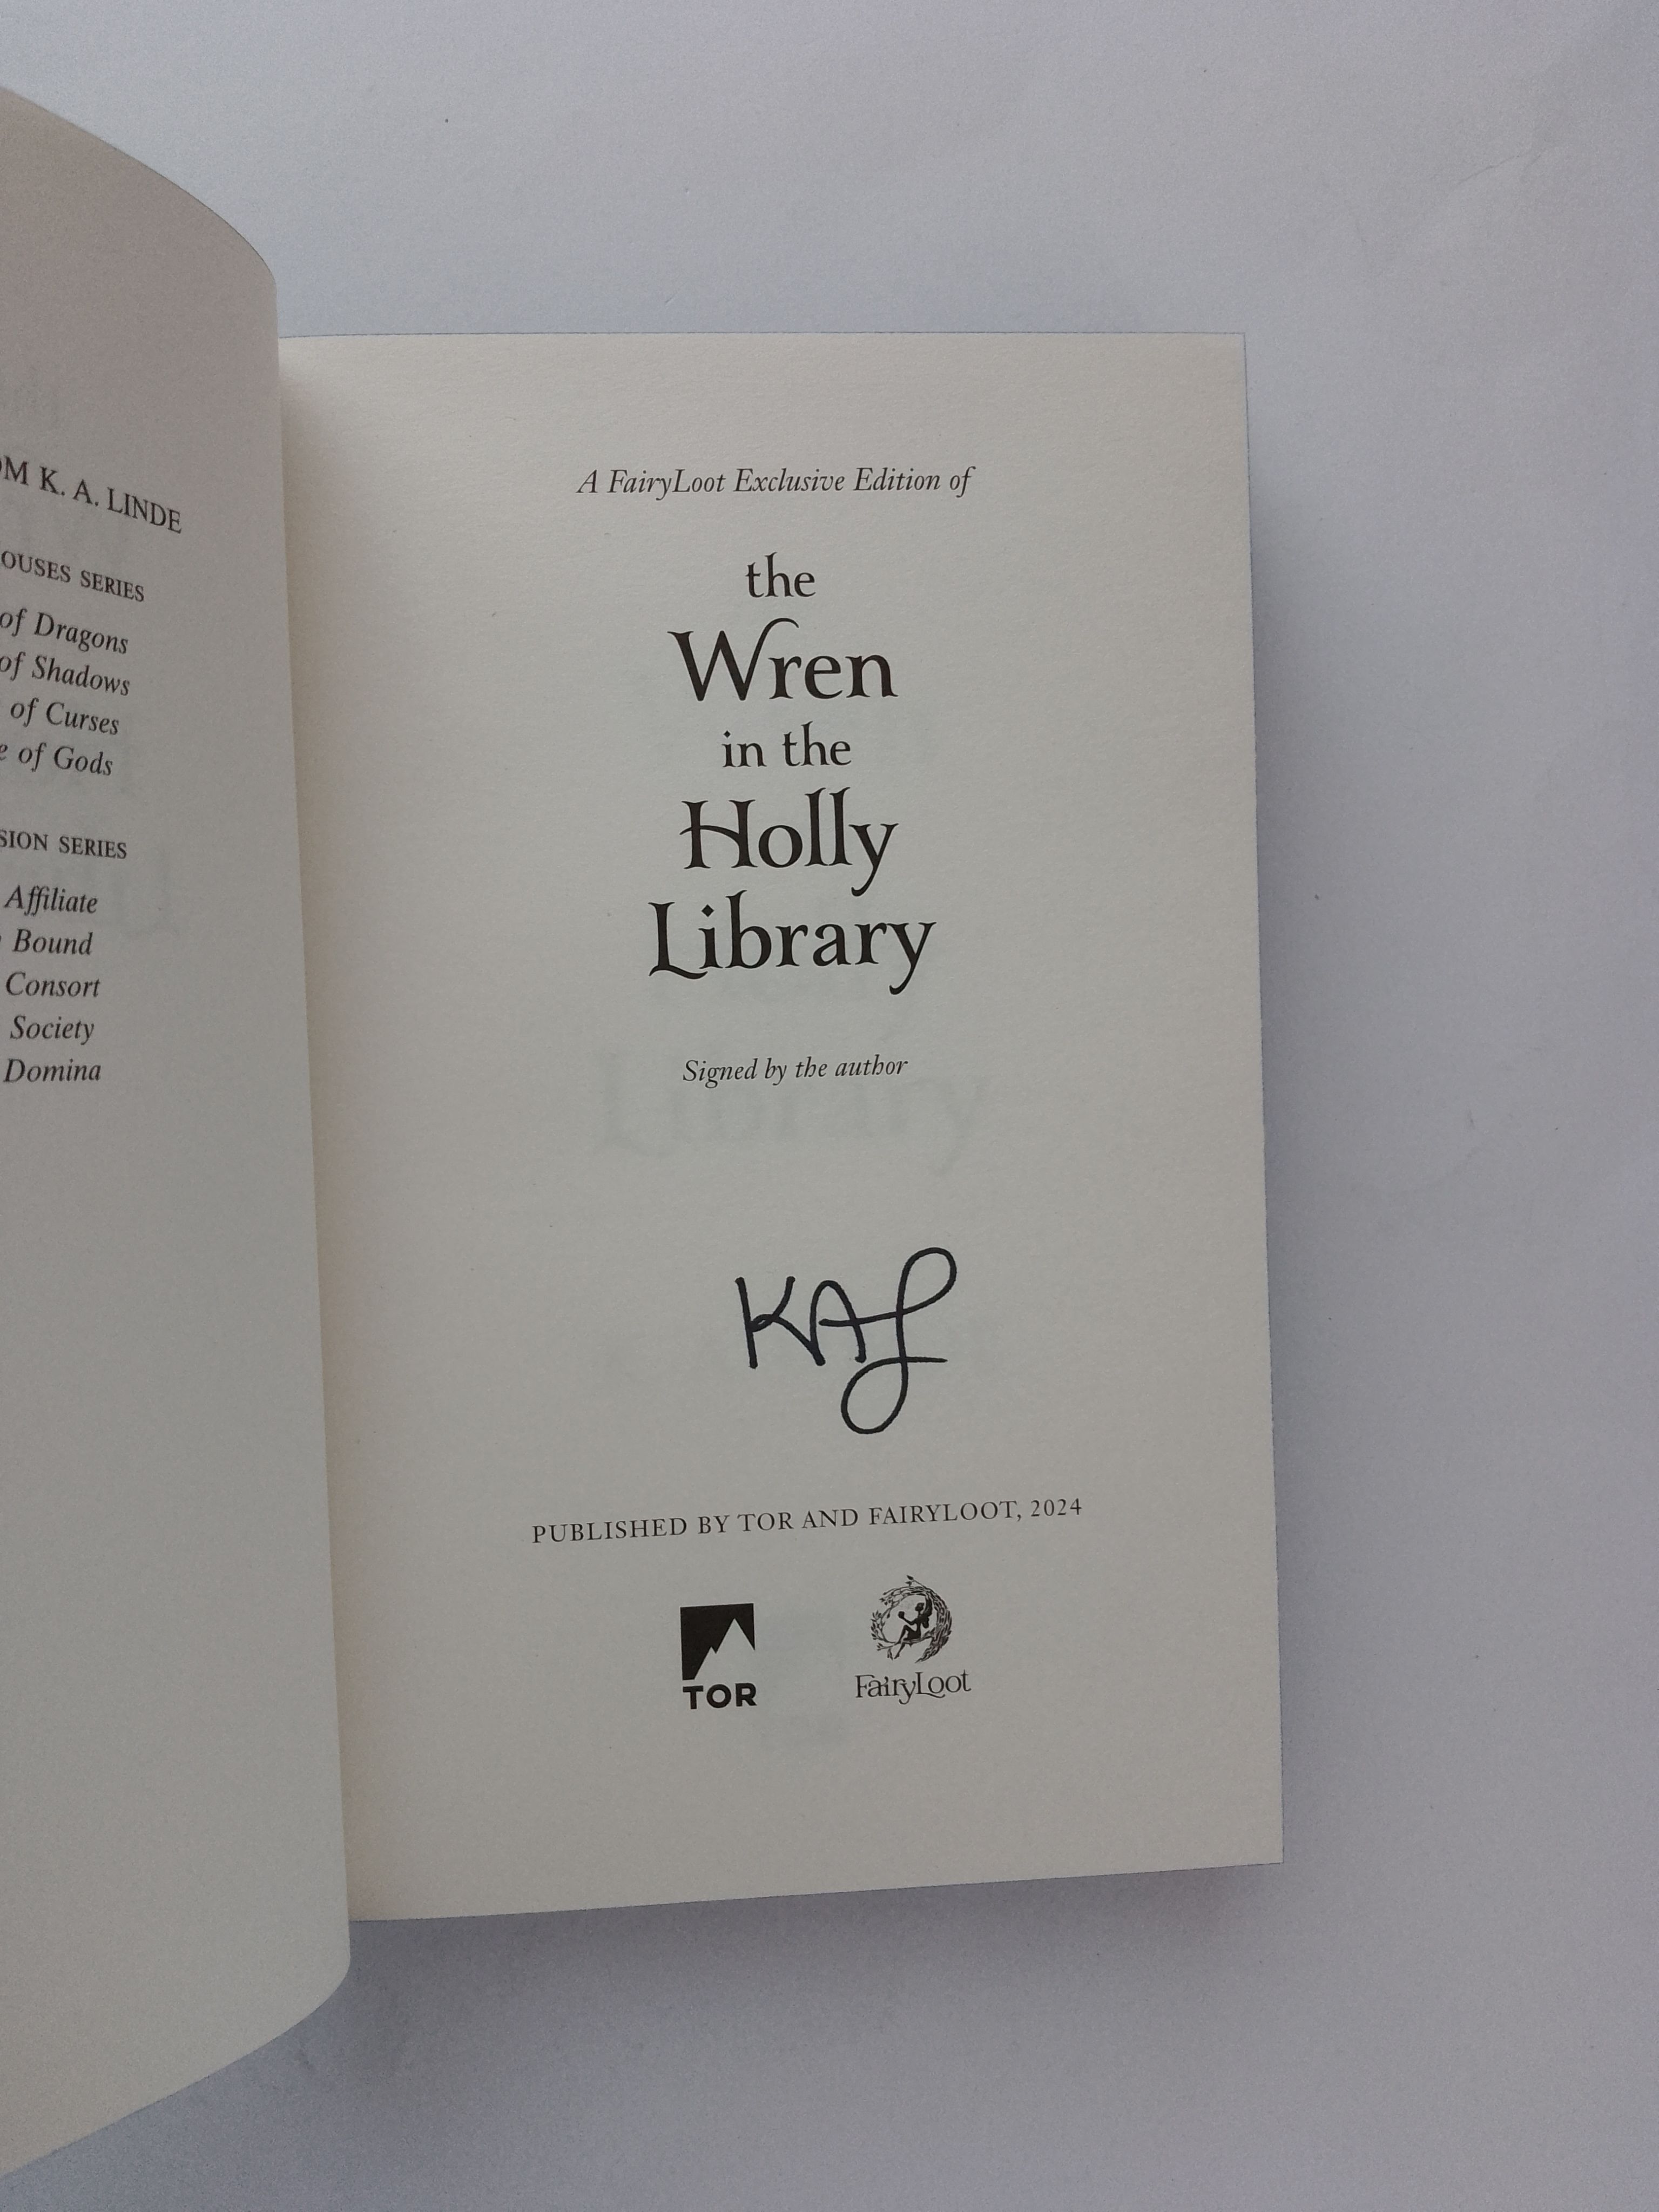 K. A. LINDE
SERIES
of Dragons
of Shadows
of Curses
of Gods
SERIES
Affiliate
Bound
Consort
Society
Domina
A FairyLoot Exclusive Edition of
the
Wren
in the
Holly
Library
Signed by the author
KAL
PUBLISHED BY TOR AND FAIRYLOOT, 2024
TOR
FairyLoot